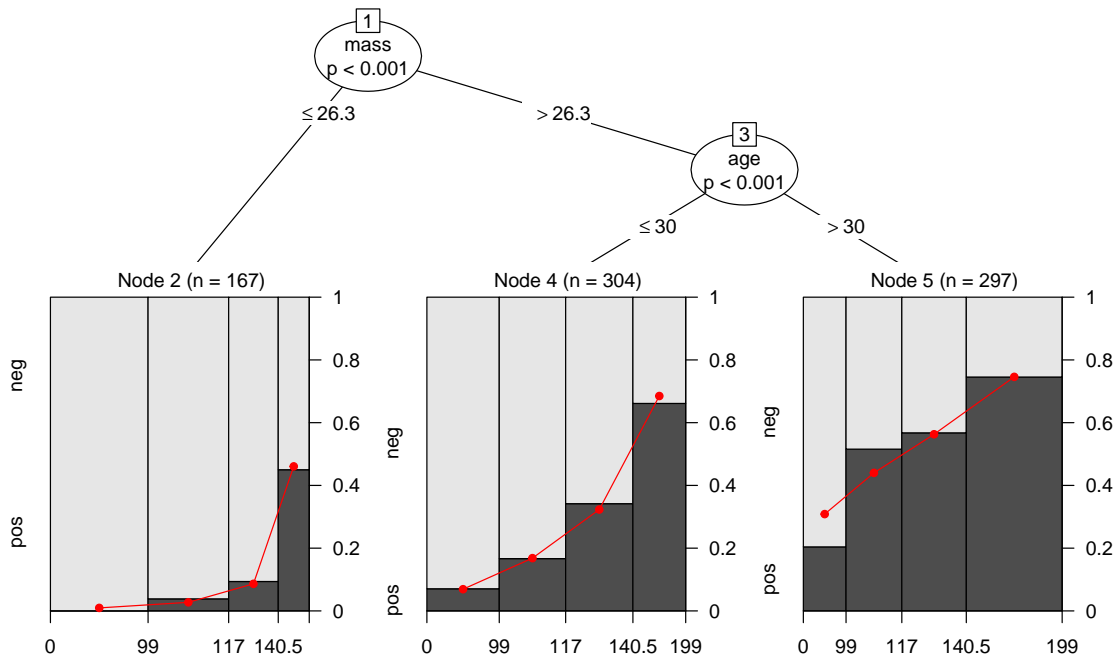 1
mass
p < 0.001
≤ 26.3
> 26.3
3
age
p < 0.001
≤ 30
> 30
Node 2 (n = 167)
neg
pos
0 99 117 140.5
0 0.2 0.4 0.6 0.8 1
Node 4 (n = 304)
neg
pos
0 99 117 140.5 199
0 0.2 0.4 0.6 0.8 1
Node 5 (n = 297)
neg
pos
0 99 117 140.5 199
0 0.2 0.4 0.6 0.8 1